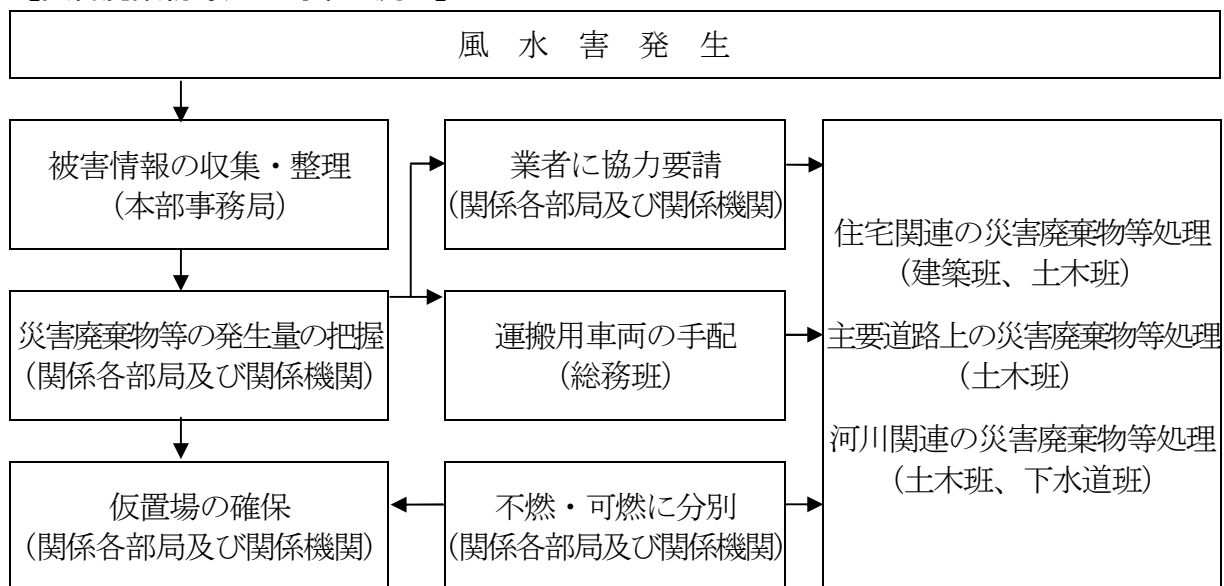 風 水 害 発 生
被害情報の収集・整理
（本部事務局）
業者に協力要請
（関係各部局及び関係機関）
災害廃棄物等の発生量の把握
（関係各部局及び関係機関）
運搬用車両の手配
（総務班）
仮置場の確保
（関係各部局及び関係機関）
不燃・可燃に分別
（関係各部局及び関係機関）
住宅関連の災害廃棄物等処理
（建築班、土木班）
主要道路上の災害廃棄物等処理
（土木班）
河川関連の災害廃棄物等処理
（土木班、下水道班）